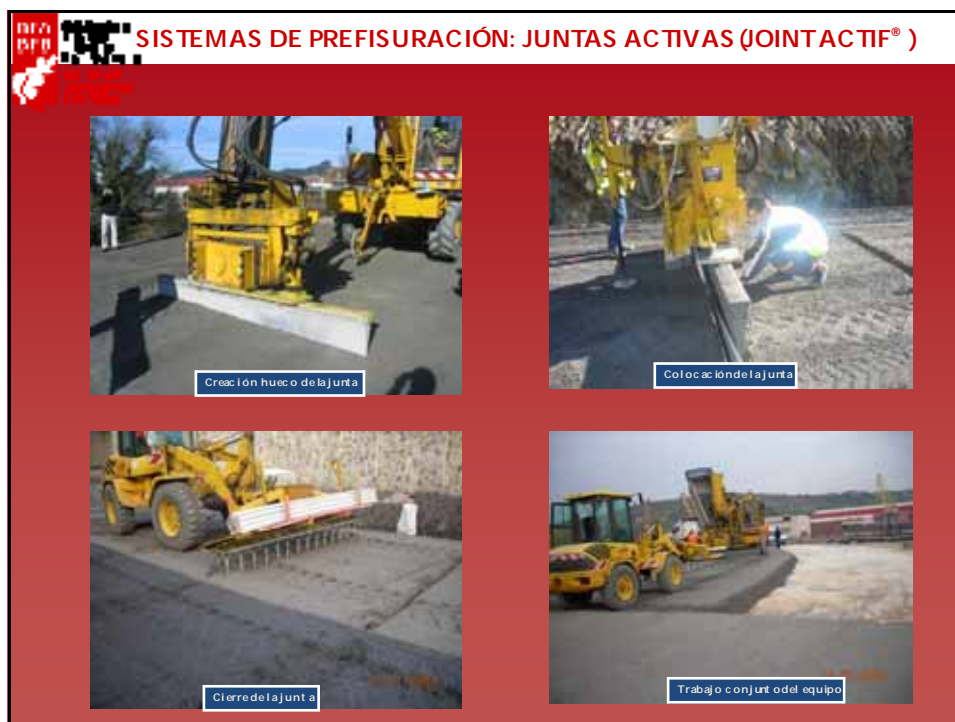 SISTEMAS DE PREFISURACIÓN: JUNTAS ACTIVAS (JOINT ACTIF® )
Creación hueco de la junta
Colocación de la junta
Cierre de la junta
Trabajo conjunto del equipo